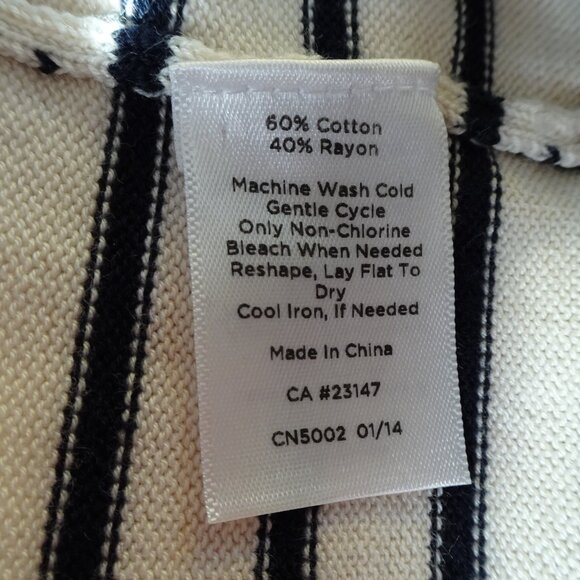 60% Cotton
40% Rayon
Machine Wash Cold
Gentle Cycle
Only Non-Chlorine
Bleach When Needed
Reshape, Lay Flat To
Dry
Cool Iron, If Needed
Made In China
CA #23147
CN5002 01/14